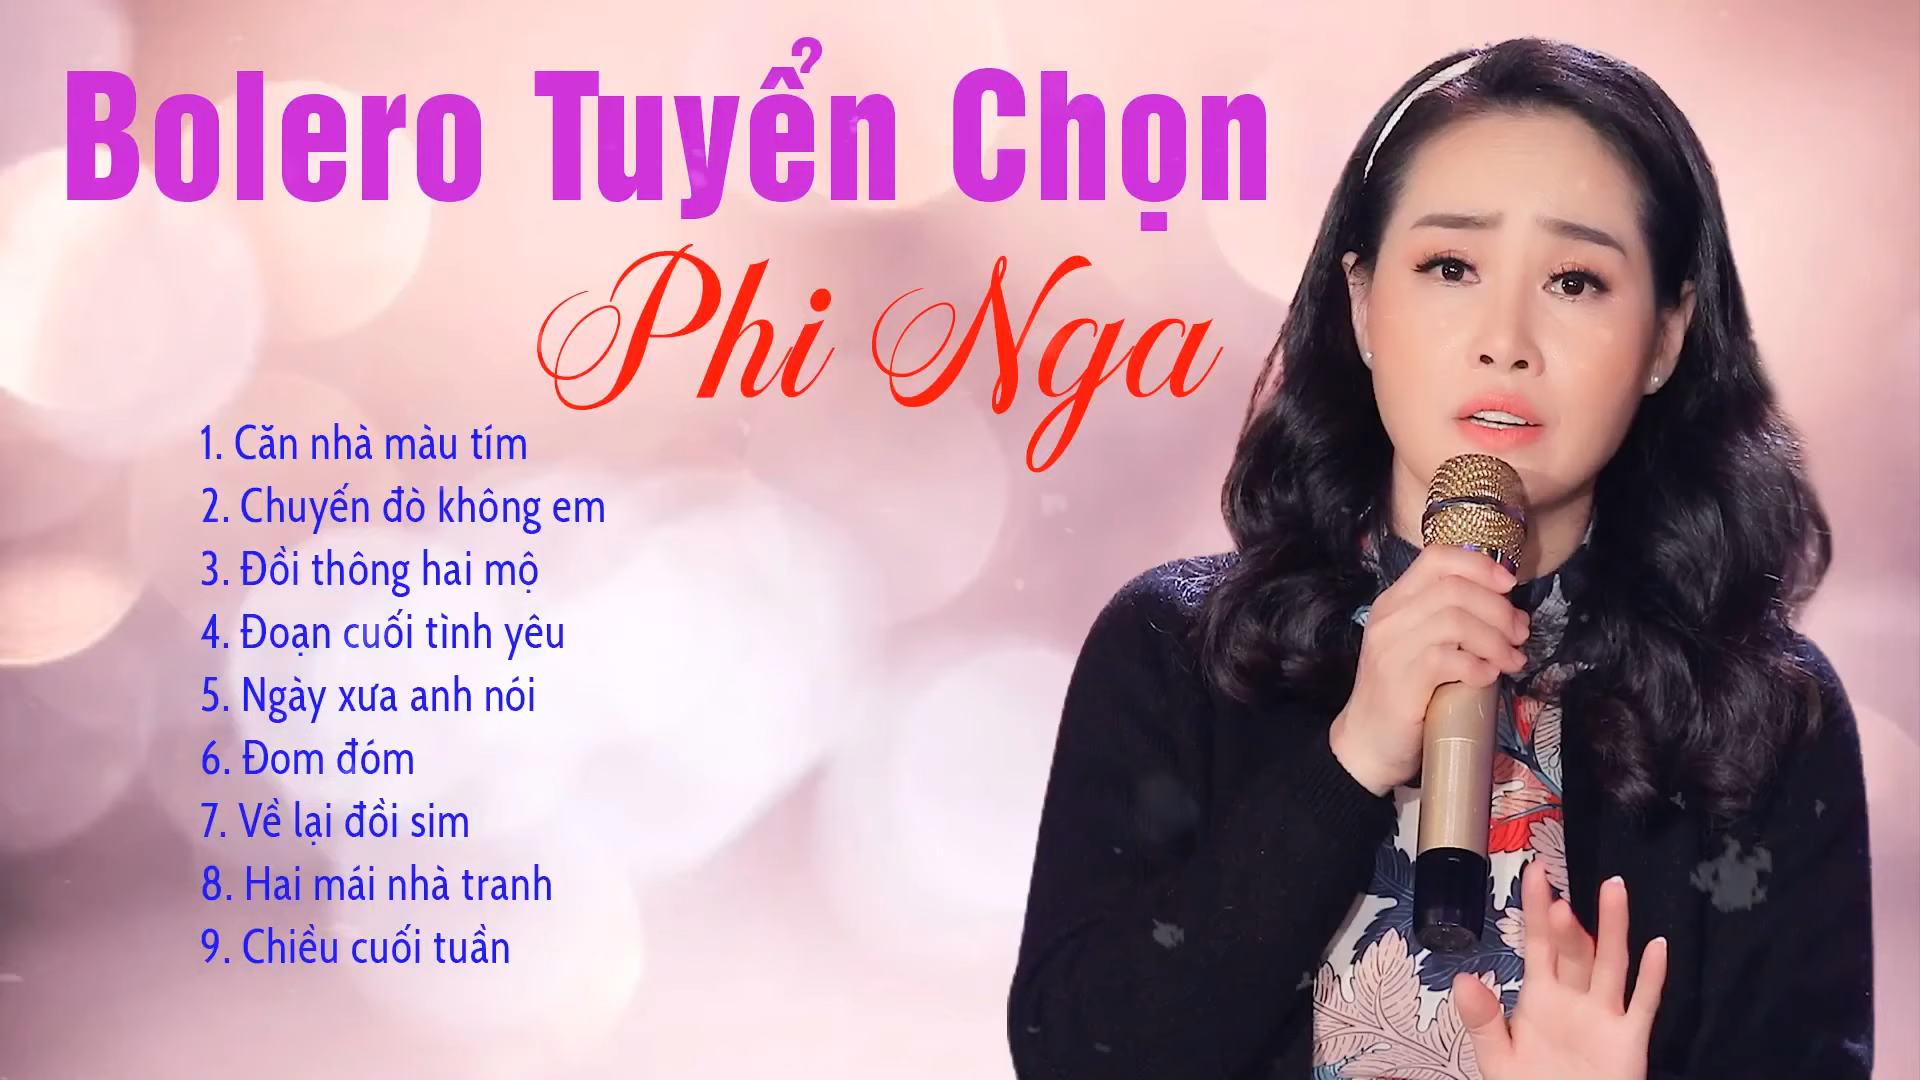 Bolero Tuyển Chọn
Phi Nga
1. Căn nhà màu tím
2. Chuyến đò không em
3. Đồi thông hai mộ
4. Đoạn cuối tình yêu
5. Ngày xưa anh nói
6. Đom đóm
7. Về lại đồi sim
8. Hai mái nhà tranh
9. Chiều cuối tuần